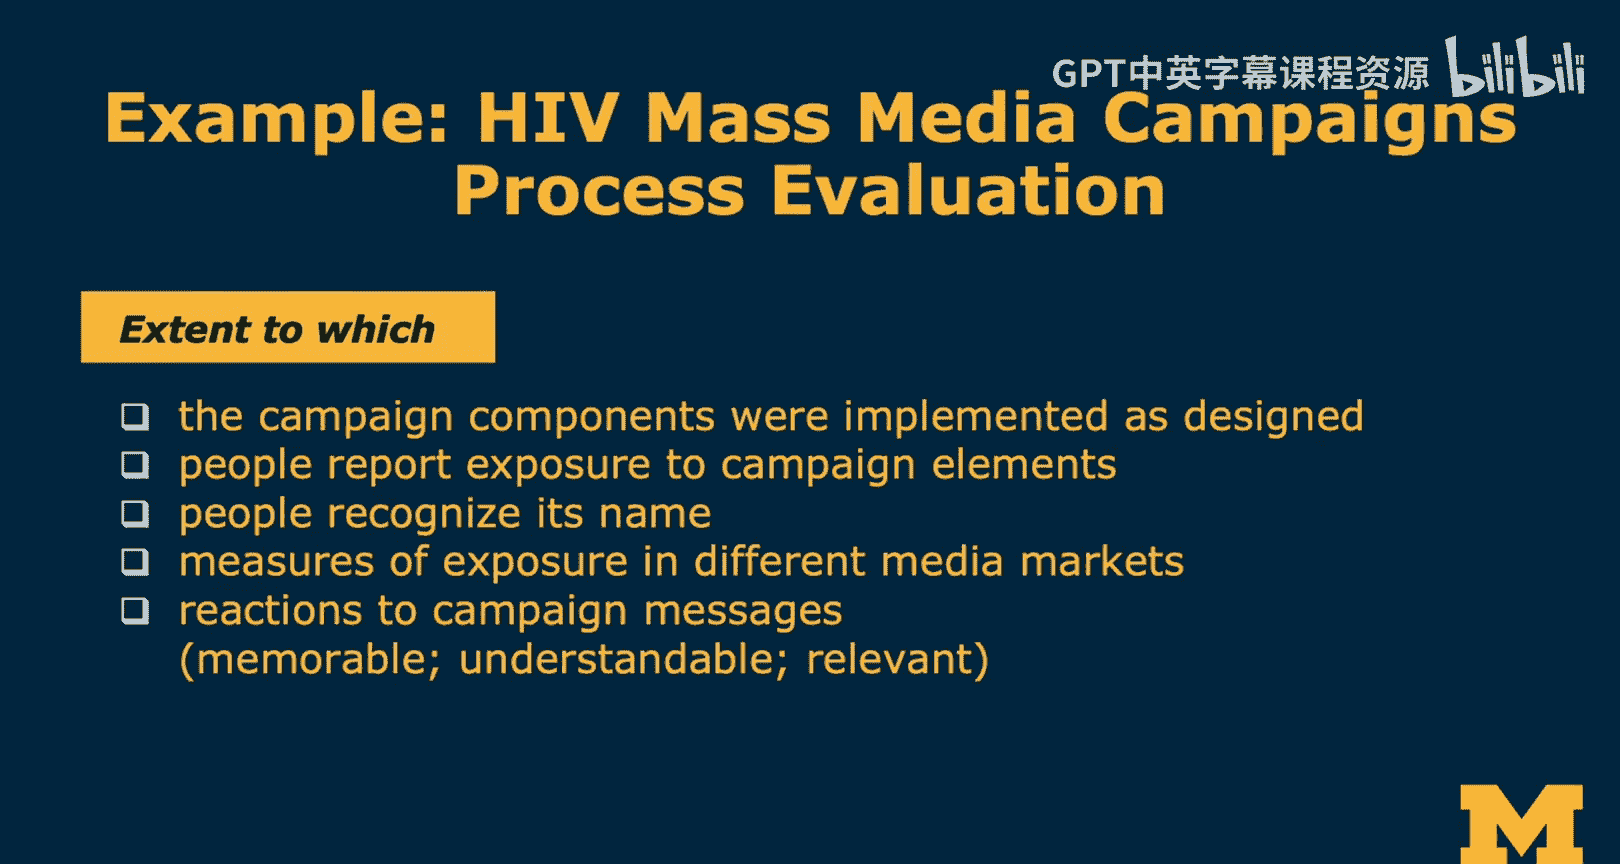 GPT中英字幕课程资源 bilibili
Example: HIV Mass Media Campaigns
Process Evaluation
Extent to which
❑ the campaign components were implemented as designed
❑ people report exposure to campaign elements
❑ people recognize its name
❑ measures of exposure in different media markets
❑ reactions to campaign messages
(memorable; understandable; relevant)
M